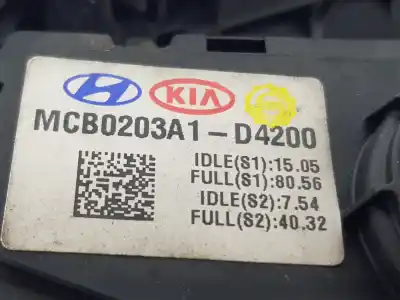 KIA
MCB0203A1-D4200
IDLE(S1):15.05
FULL(S1):80.56
IDLE(S2):7.54
FULL(S2):40.32